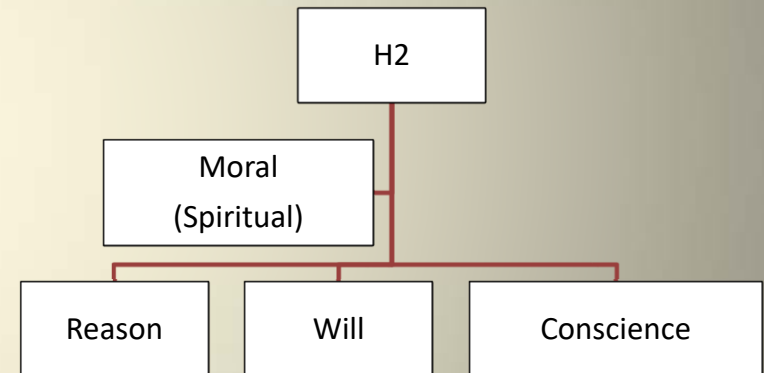 H2
Moral
(Spiritual)
Reason
Will
Conscience